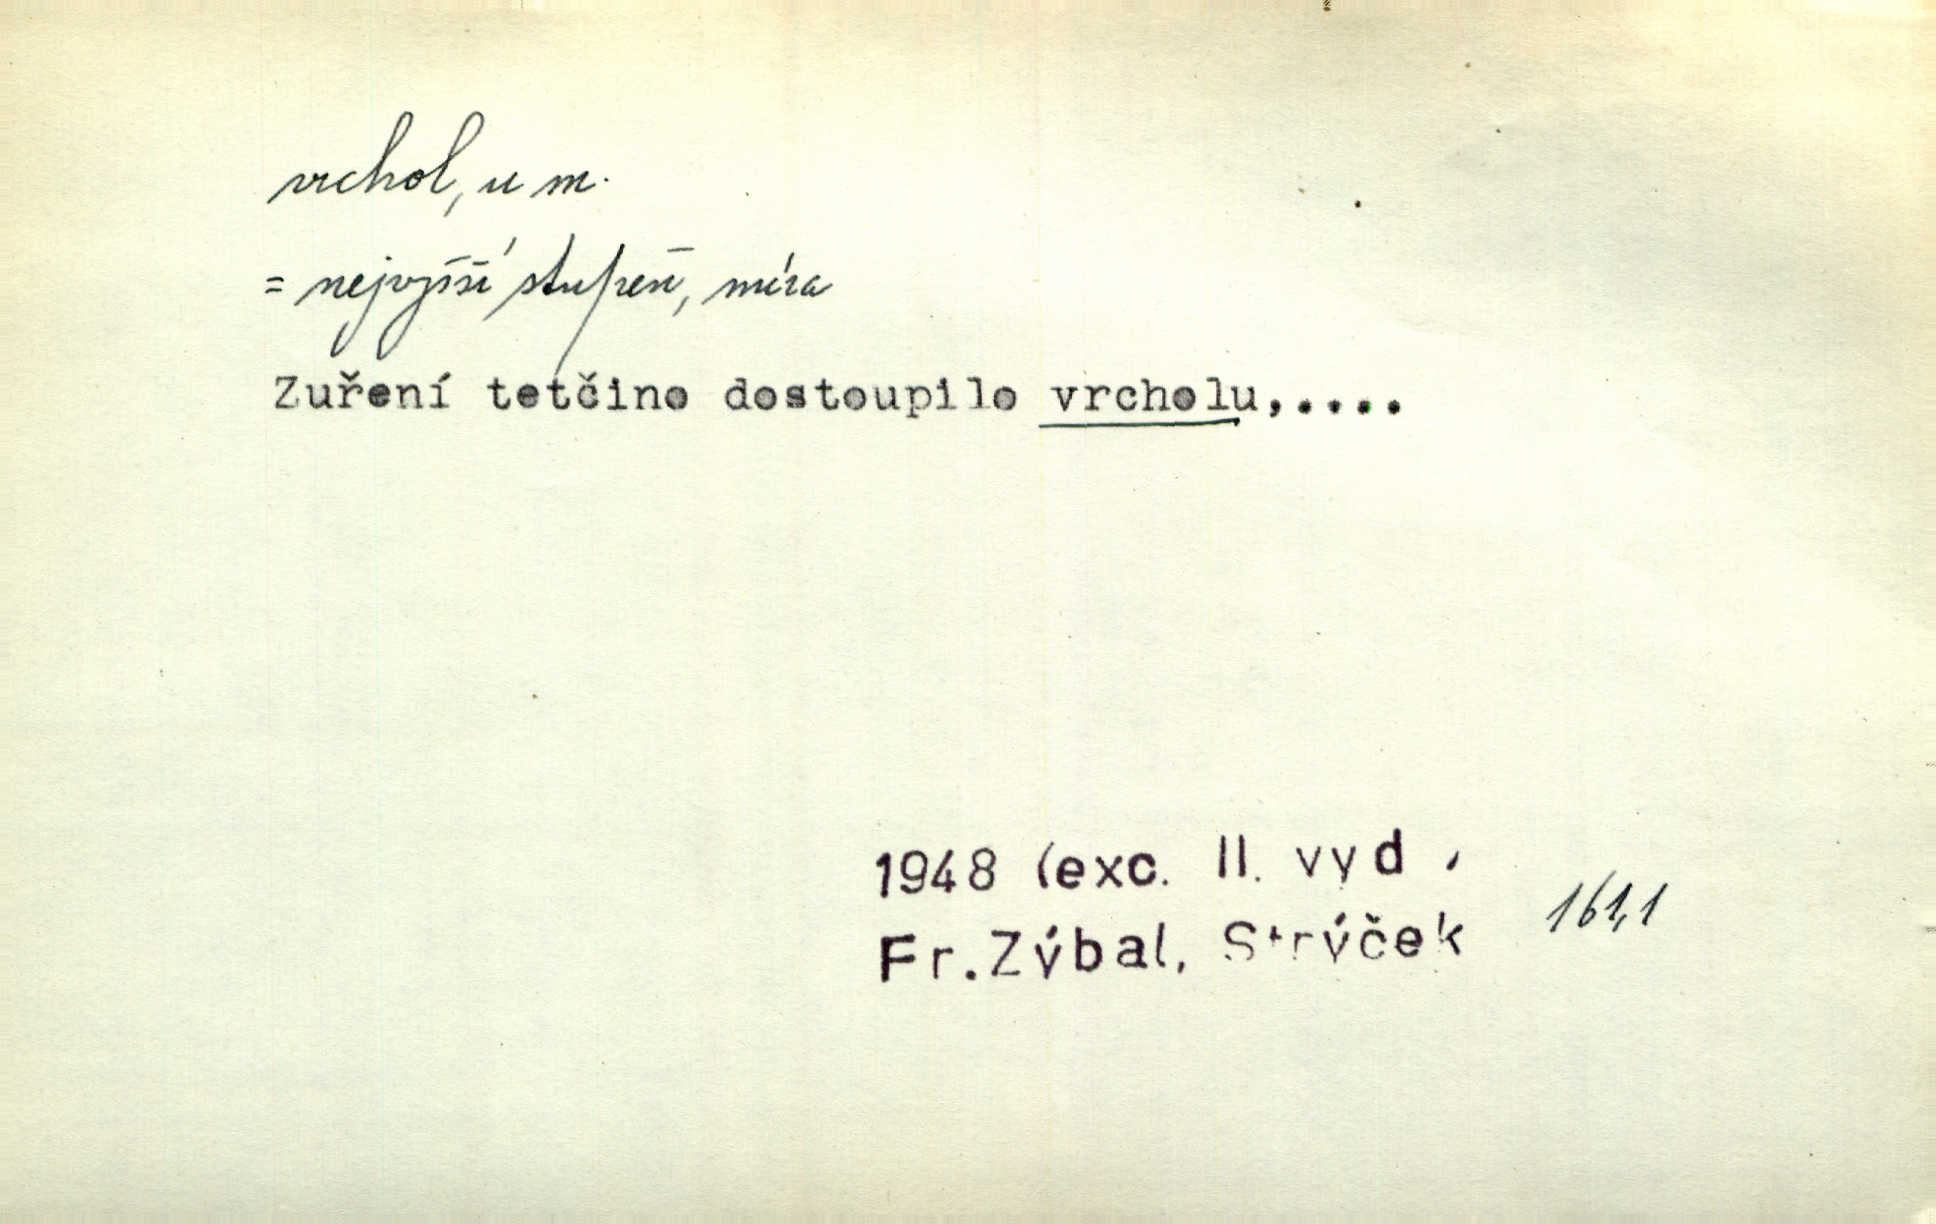 vrchol, u m.
= nejvyšší stupeň, míra
Zuření tetčino dostoupilo vrcholu,.....
1948 (exc. II. vyd.
Fr.Zýbal, Strýček 161,1